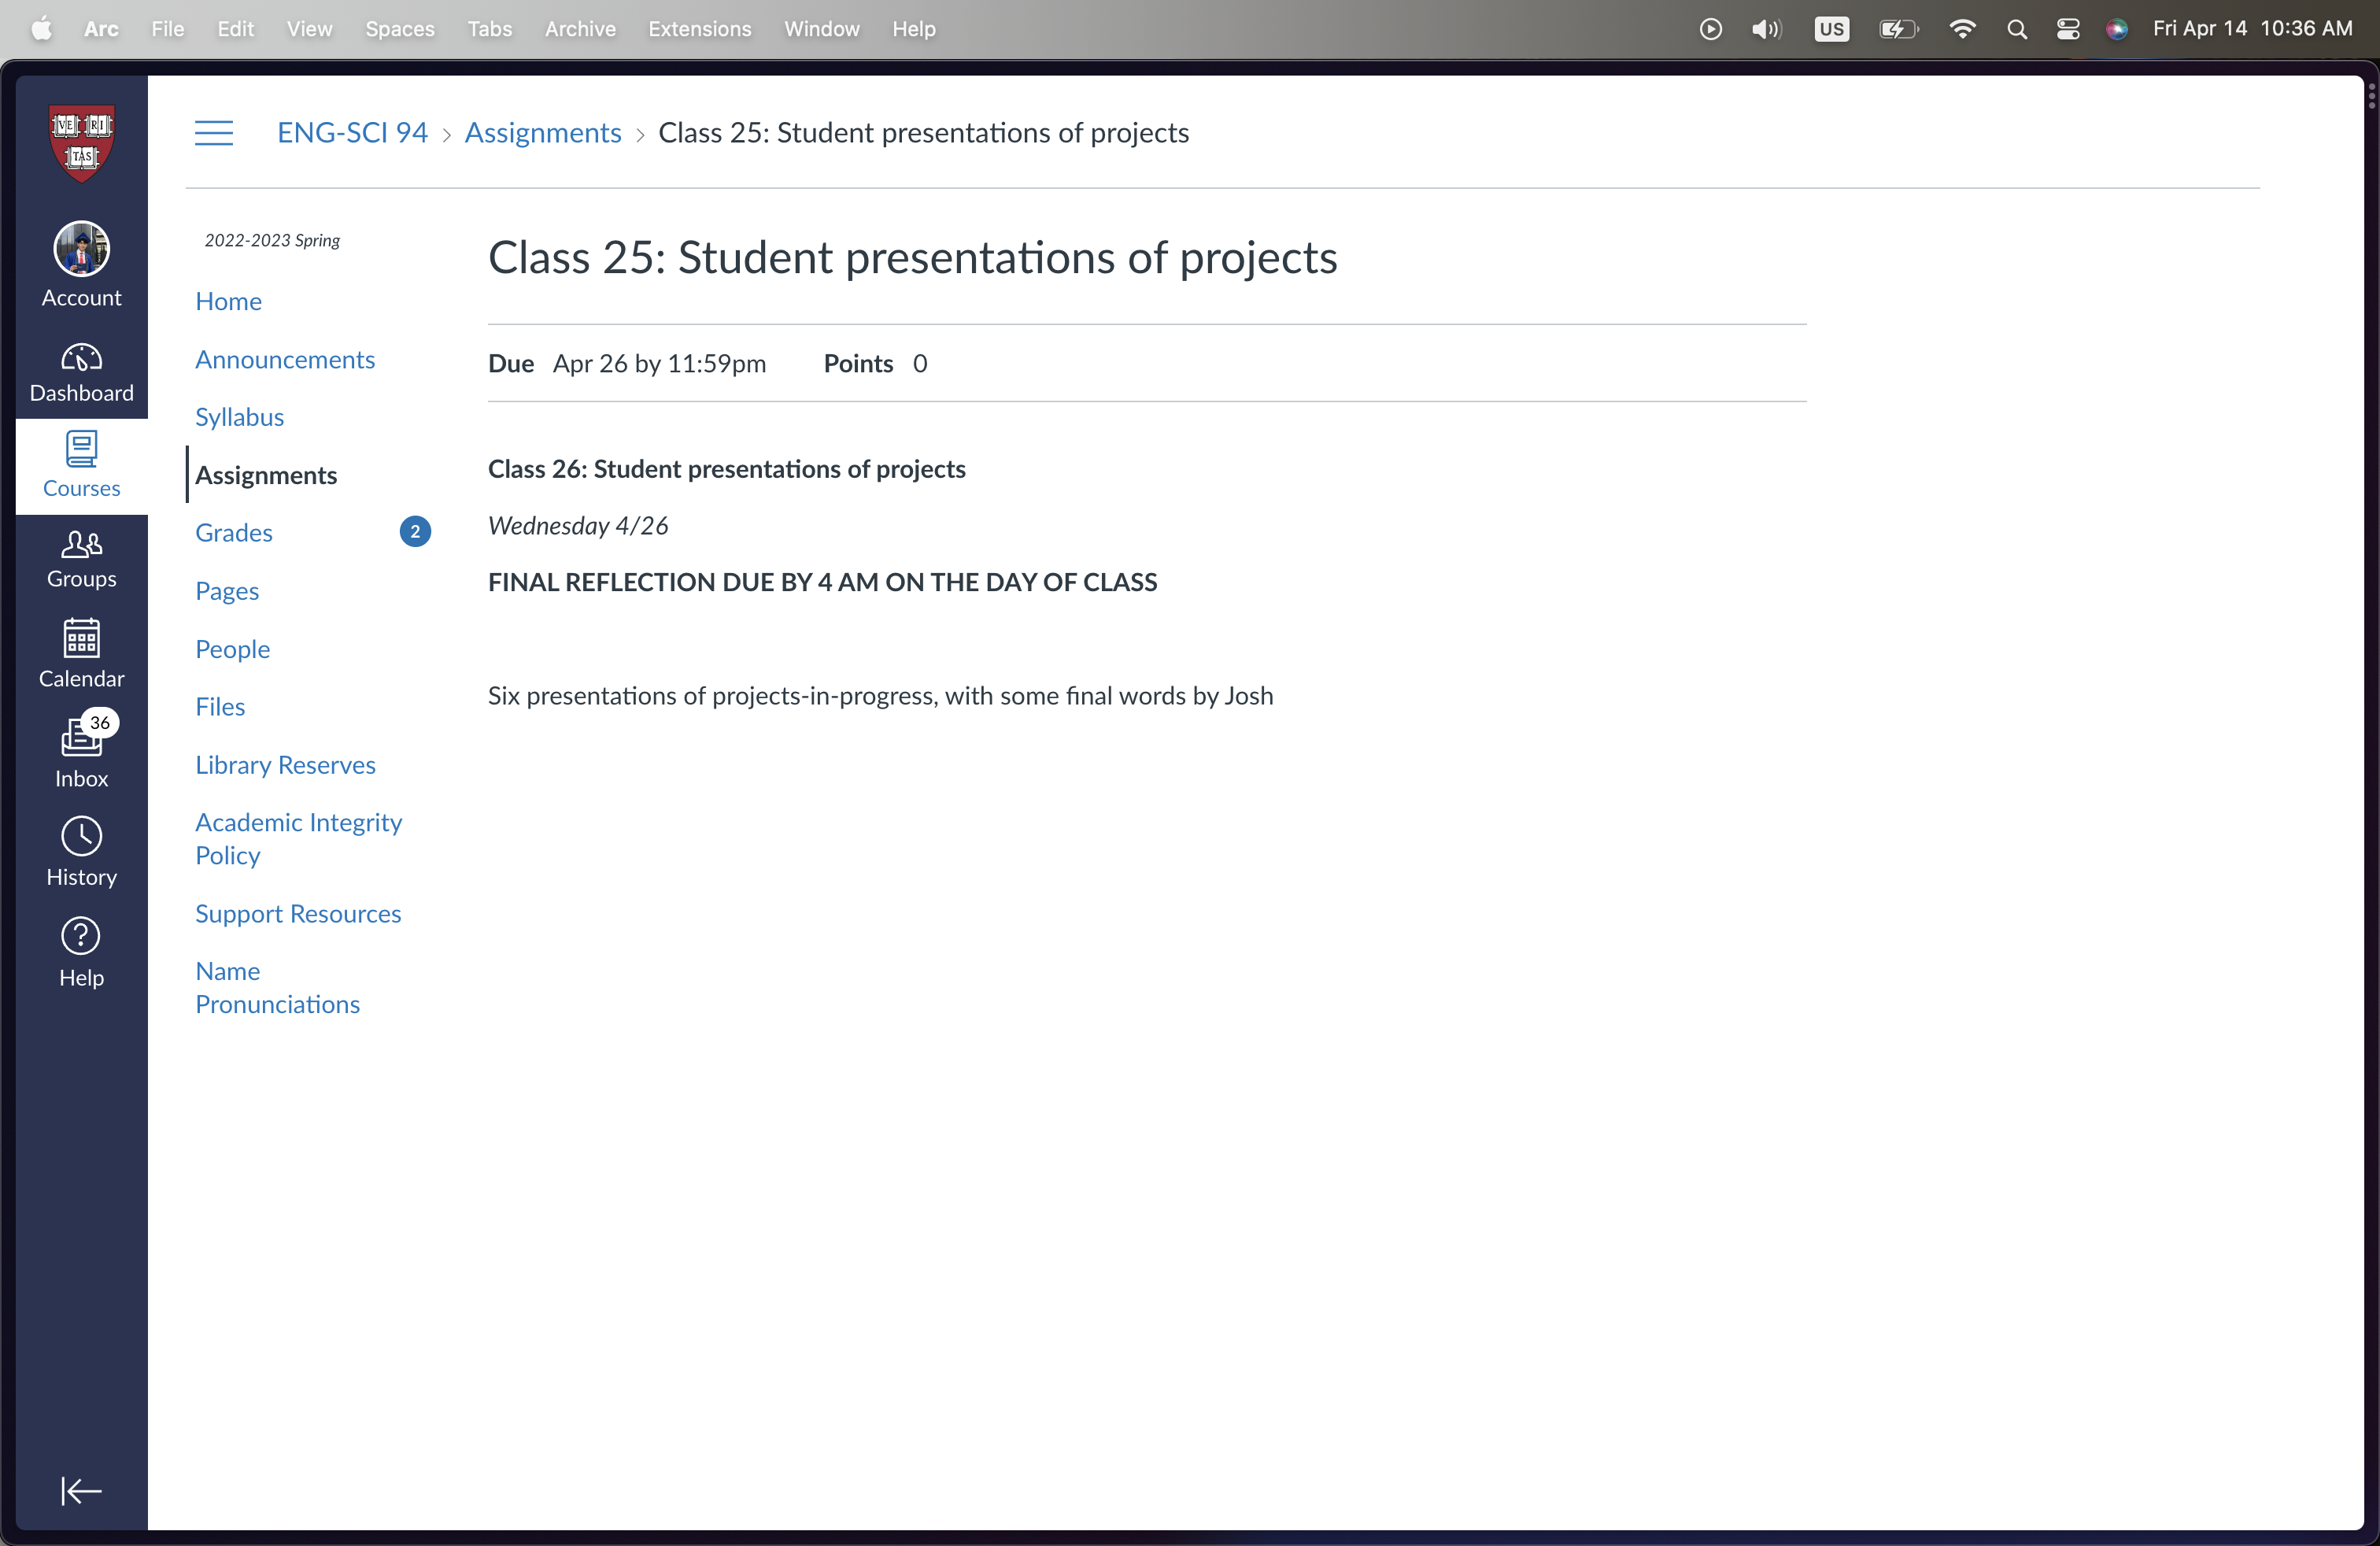 Arc File Edit View Spaces Tabs Archive Extensions Window Help
US Fri Apr 14 10:36 AM
VE RI
TAS
Account
Dashboard
Courses
Groups
Calendar
36
Inbox
History
Help
ENG-SCI 94 > Assignments > Class 25: Student presentations of projects
2022-2023 Spring
Home
Announcements
Syllabus
Assignments
Grades 2
Pages
People
Files
Library Reserves
Academic Integrity
Policy
Support Resources
Name
Pronunciations
Class 25: Student presentations of projects
Due Apr 26 by 11:59pm Points 0
Class 26: Student presentations of projects
Wednesday 4/26
FINAL REFLECTION DUE BY 4 AM ON THE DAY OF CLASS
Six presentations of projects-in-progress, with some final words by Josh